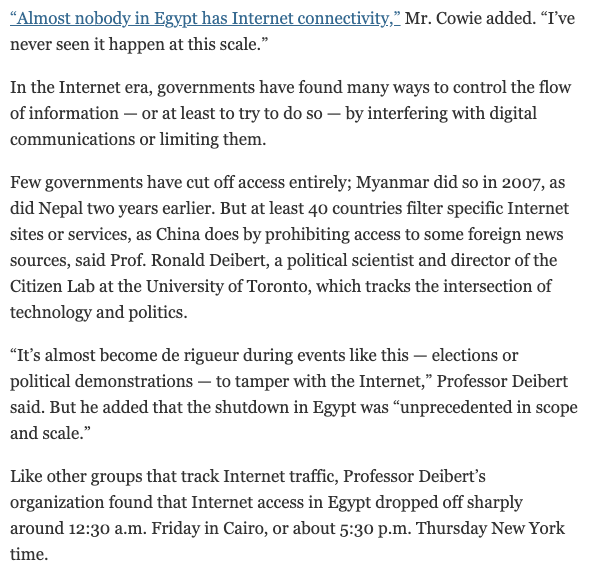 “Almost nobody in Egypt has Internet connectivity,” Mr. Cowie added. “I’ve
never seen it happen at this scale.”
In the Internet era, governments have found many ways to control the flow
of information — or at least to try to do so — by interfering with digital
communications or limiting them.
Few governments have cut off access entirely; Myanmar did so in 2007, as
did Nepal two years earlier. But at least 40 countries filter specific Internet
sites or services, as China does by prohibiting access to some foreign news
sources, said Prof. Ronald Deibert, a political scientist and director of the
Citizen Lab at the University of Toronto, which tracks the intersection of
technology and politics.
“It’s almost become de rigueur during events like this — elections or
political demonstrations — to tamper with the Internet,” Professor Deibert
said. But he added that the shutdown in Egypt was “unprecedented in scope
and scale.”
Like other groups that track Internet traffic, Professor Deibert’s
organization found that Internet access in Egypt dropped off sharply
around 12:30 a.m. Friday in Cairo, or about 5:30 p.m. Thursday New York
time.